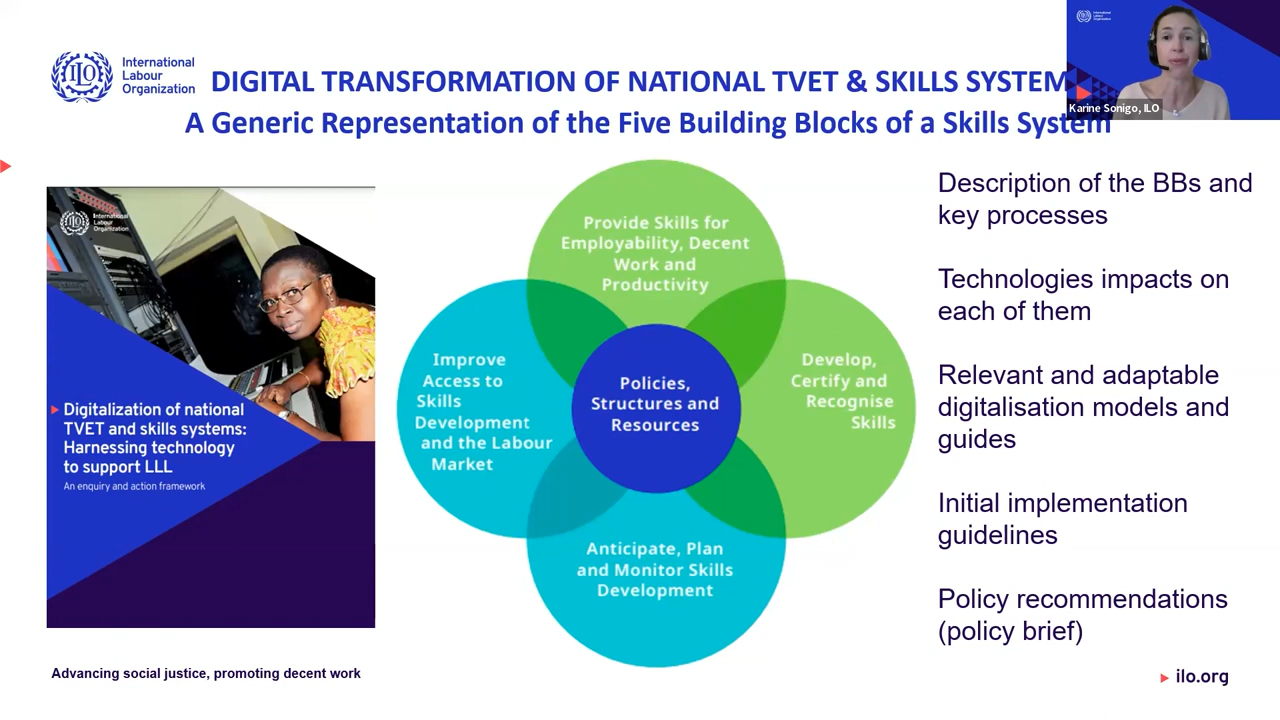 International
Labour
Organization
DIGITAL TRANSFORMATION OF NATIONAL TVET & SKILLS SYSTEM
A Generic Representation of the Five Building Blocks of a Skills System
Karine Sonigo, ILO
International
Labour
Organization
Digitalization of national
TVET and skills systems:
Harnessing technology
to support LLL
An enquiry and action framework
Provide Skills for
Employability, Decent
Work and
Productivity
Improve
Access to
Skills
Development
and the Labour
Market
Policies,
Structures and
Resources
Develop,
Certify and
Recognise
Skills
Anticipate, Plan
and Monitor Skills
Development
Description of the BBs and
key processes
Technologies impacts on
each of them
Relevant and adaptable
digitalisation models and
guides
Initial implementation
guidelines
Policy recommendations
(policy brief)
Advancing social justice, promoting decent work
ilo.org